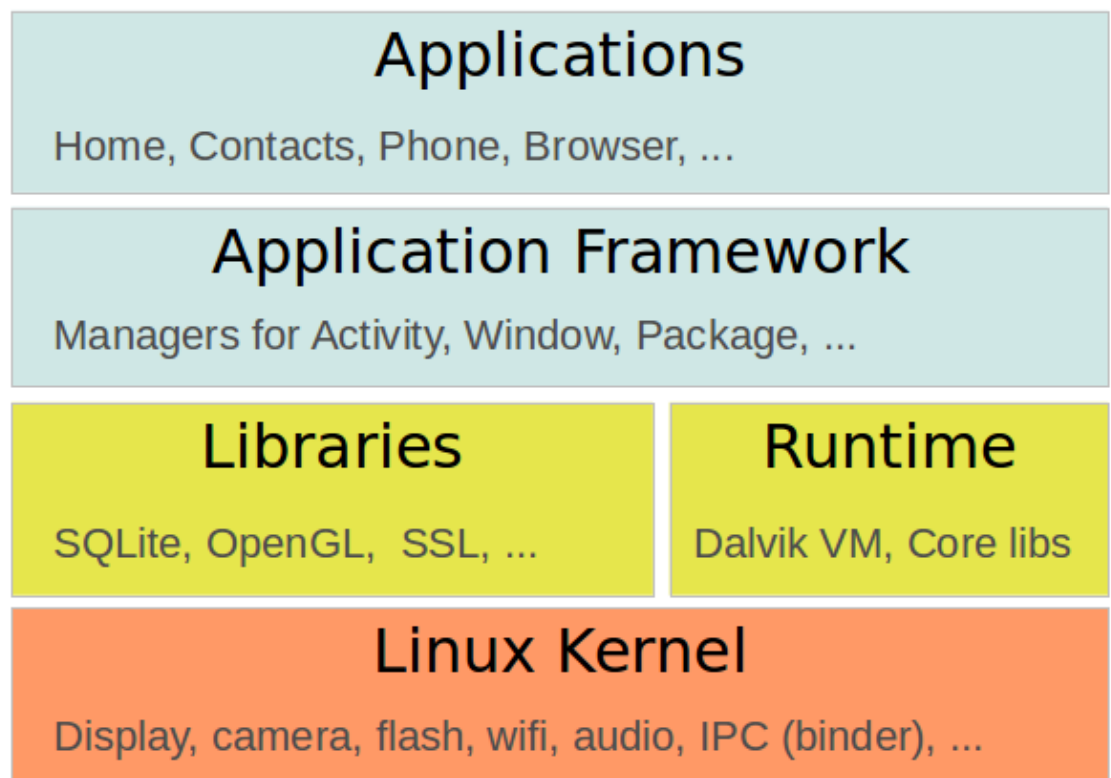 Applications
Home, Contacts, Phone, Browser, ...
Application Framework
Managers for Activity, Window, Package, ...
Libraries
SQLite, OpenGL,  SSL, ...
Runtime
Dalvik VM, Core libs
Linux Kernel
Display, camera, flash, wifi, audio, IPC (binder), ...